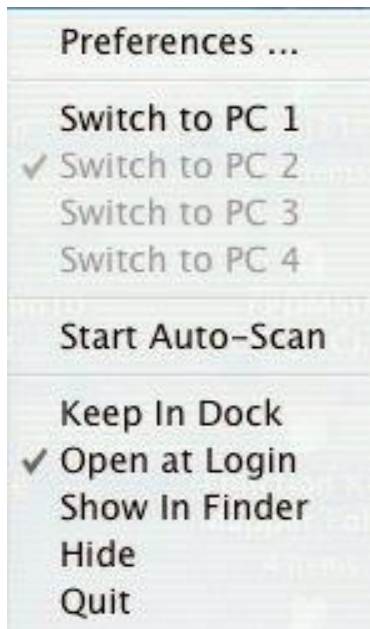 Preferences ...
Switch to PC 1
✓ Switch to PC 2
Switch to PC 3
Switch to PC 4
Start Auto-Scan
Keep In Dock
✓ Open at Login
Show In Finder
Hide
Quit